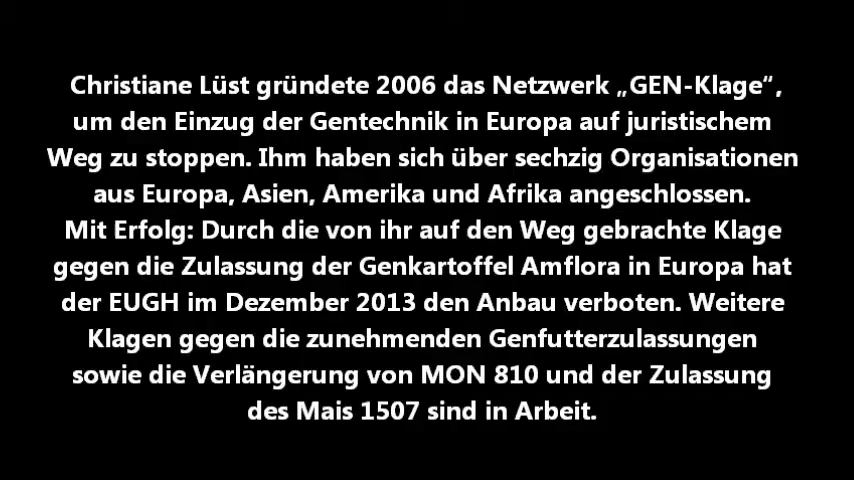 Christiane Lüst gründete 2006 das Netzwerk „GEN-Klage“,
um den Einzug der Gentechnik in Europa auf juristischem
Weg zu stoppen. Ihm haben sich über sechzig Organisationen
aus Europa, Asien, Amerika und Afrika angeschlossen.
Mit Erfolg: Durch die von ihr auf den Weg gebrachte Klage
gegen die Zulassung der Genkartoffel Amflora in Europa hat
der EUGH im Dezember 2013 den Anbau verboten. Weitere
Klagen gegen die zunehmenden Genfutterzulassungen
sowie die Verlängerung von MON 810 und der Zulassung
des Mais 1507 sind in Arbeit.